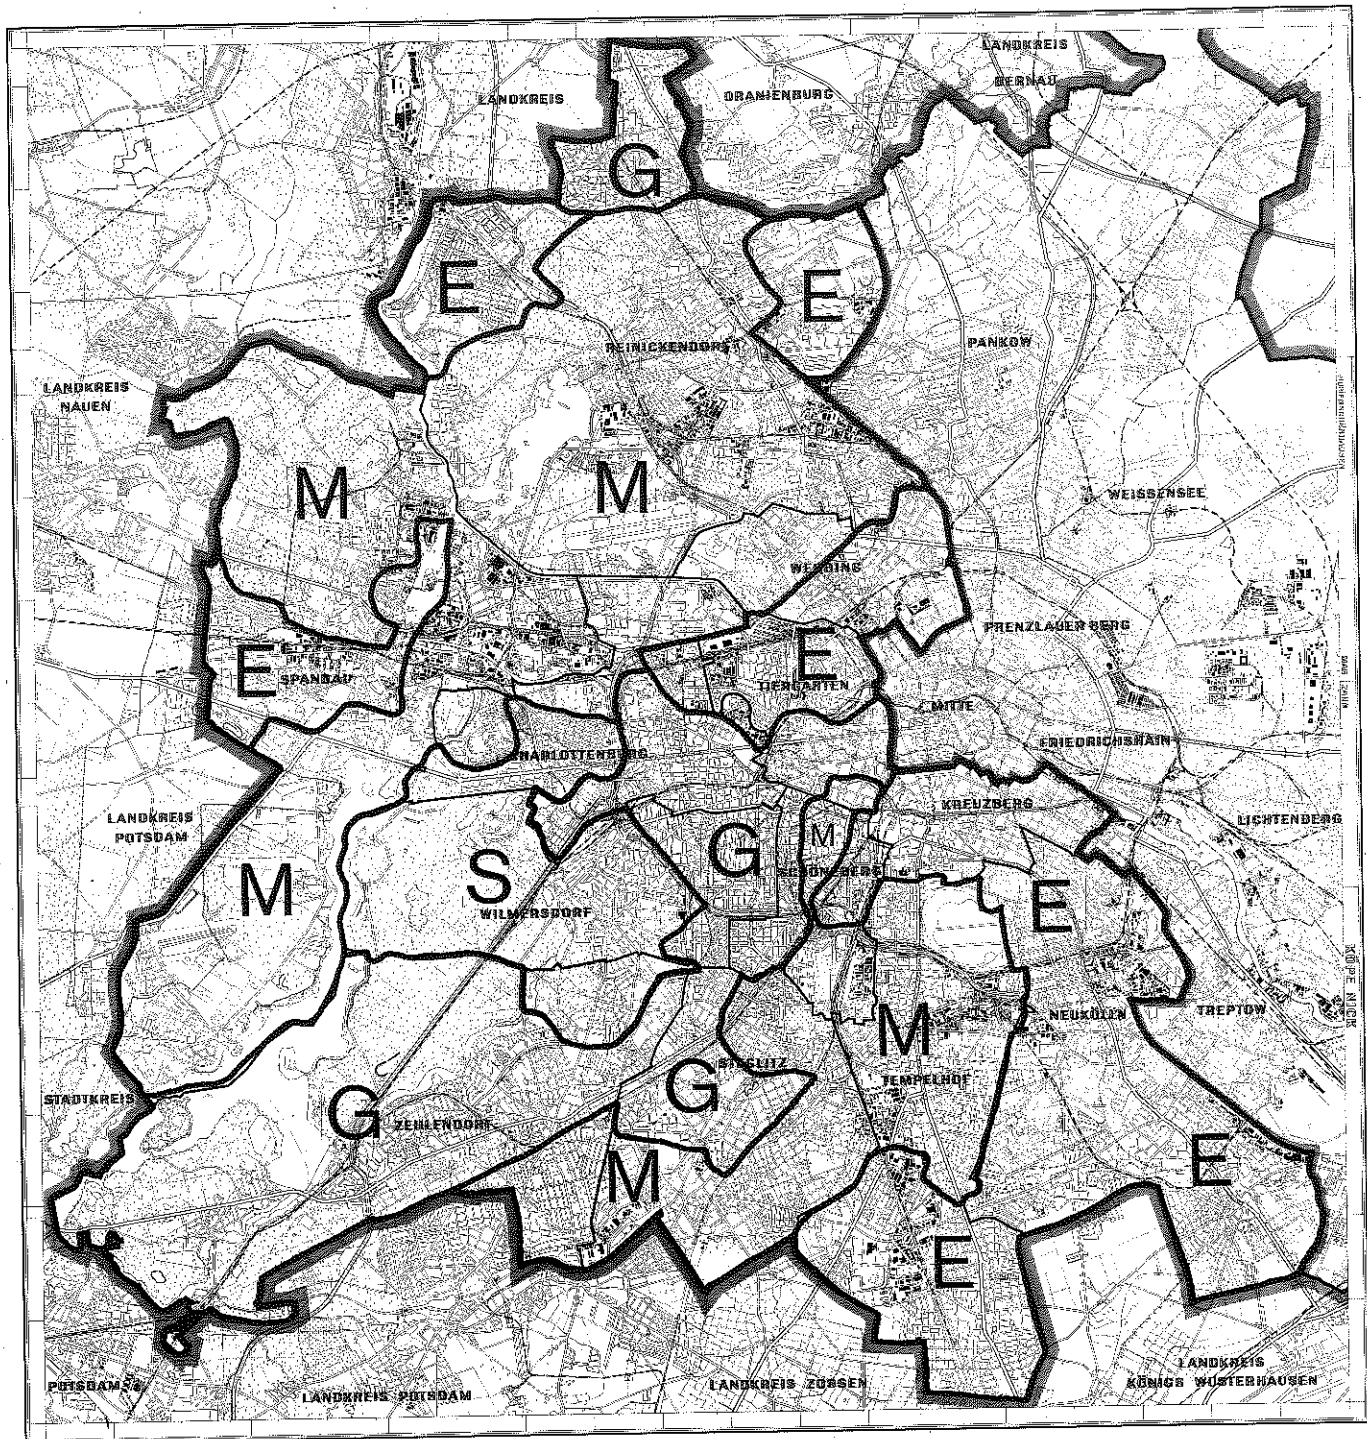 LANDKREIS
BERNAU
LANDKREIS
ORANIENBURG
G
E
E
REINICKENDORF
PANKOW
LANDKREIS
NAUEN
M
M
WEISSENSEE
WEDDING
PRENZLAUER BERG
E
SPANDAU
E
TIERGARTEN
MITTE
FRIEDRICHSHAIN
CHARLOTTENBERG
KREUZBERG
LICHTENBERG
LANDKREIS
POTSDAM
M
S
G
M
SCHÖNEBERG
WILMERSDORF
E
KÖPENICK
NEUKÖLLN
TREPTOW
M
TEMPELHOF
STEGLITZ
G
STADTKREIS
G
ZEHLENDORF
M
E
E
POTSDAM
LANDKREIS POTSDAM
LANDKREIS ZOSSEN
LANDKREIS
KÖNIGS WUSTERHAUSEN